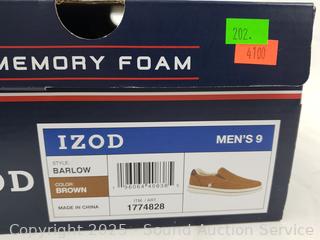 202.
4100
MEMORY FOAM
IZOD
MEN'S 9
STYLE:
BARLOW
COLOR:
BROWN
MADE IN CHINA
ITM / ART.
1774828
OD
Copyright 2025 - Sound Auction Service